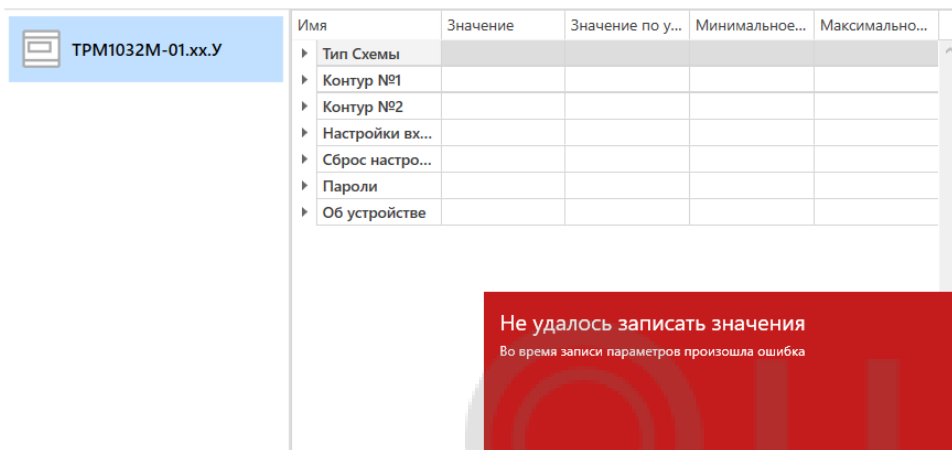 ТРМ1032М-01.хх.У
Имя Значение Значение по у... Минимальное... Максимально...
Тип Схемы
Контур №1
Контур №2
Настройки вх...
Сброс настро...
Пароли
Об устройстве
Не удалось записать значения
Во время записи параметров произошла ошибка